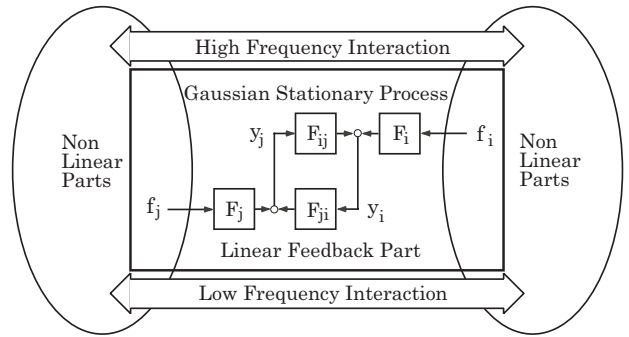 High Frequency Interaction
Gaussian Stationary Process
Non
Linear
Parts
y_j
F_ij
F_i
f_i
Non
Linear
Parts
f_j
F_j
F_ji
y_i
Linear Feedback Part
Low Frequency Interaction